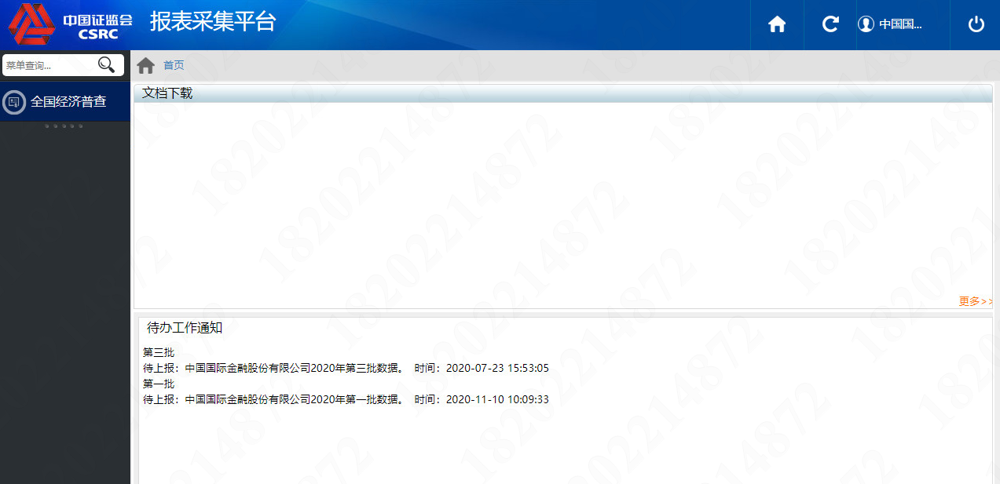 中国证监会
CSRC
报表采集平台
中国国...
菜单查询...
首页
全国经济普查
文档下载
更多>>
待办工作通知
第三批
待上报：中国国际金融股份有限公司2020年第三批数据。 时间：2020-07-23 15:53:05
第一批
待上报：中国国际金融股份有限公司2020年第一批数据。 时间：2020-11-10 10:09:33
18202214872